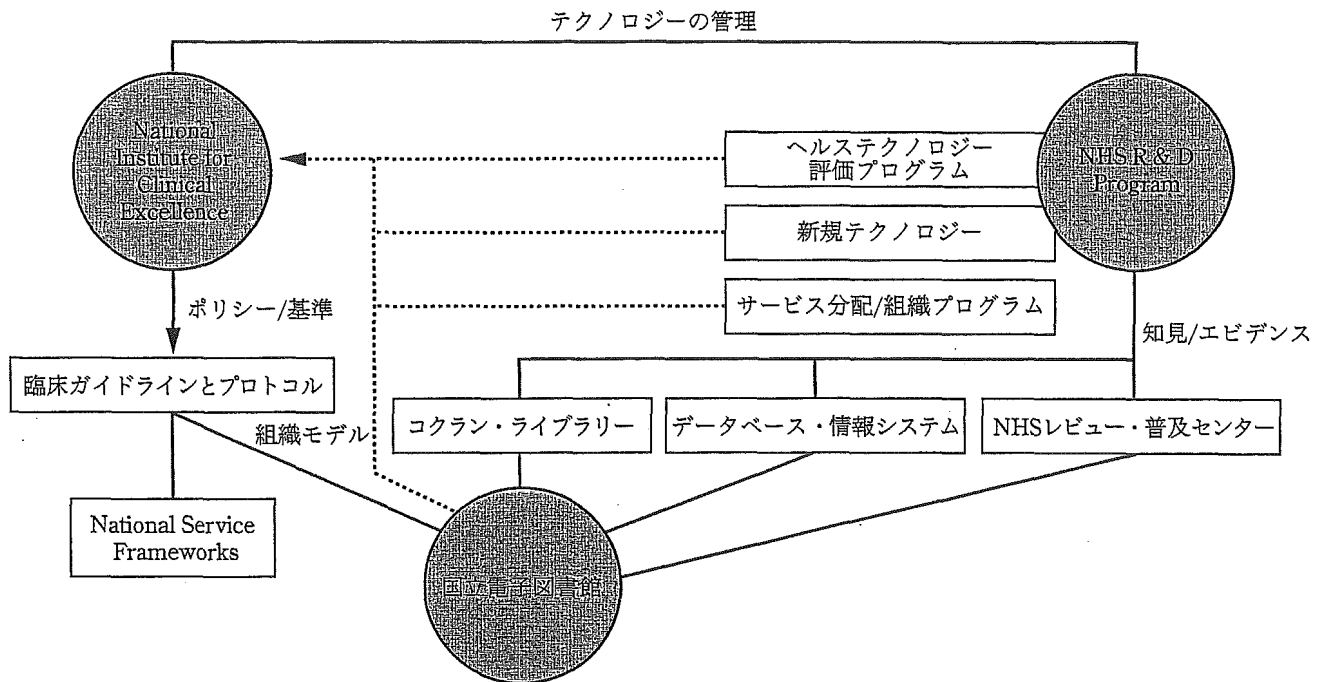 テクノロジーの管理
National
Institute for
Clinical
Excellence
ヘルステクノロジー
評価プログラム
NHS R & D
Program
新規テクノロジー
サービス分配/組織プログラム
ポリシー/基準
知見/エビデンス
臨床ガイドラインとプロトコル
組織モデル
コクラン・ライブラリー
データベース・情報システム
NHSレビュー・普及センター
National Service
Frameworks
国立電子図書館